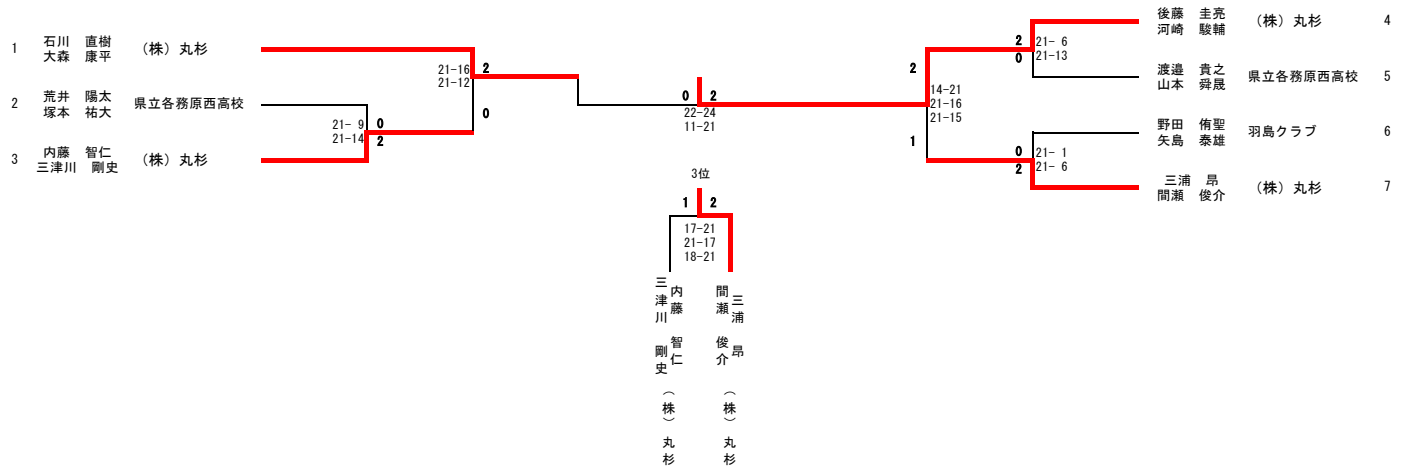 1 石川 直樹 (株)丸杉
大森 康平
2 荒井 陽太 県立各務原西高校
塚本 祐大
3 内藤 智仁 (株)丸杉
三津川 剛史
21-16 2
21-12
0
21- 9 0
21-14 2
0 2
22-24
11-21
後藤 圭亮 (株)丸杉 4
河崎 駿輔
渡邉 貴之 県立各務原西高校 5
山本 舜晟
野田 侑聖 羽島クラブ 6
矢島 泰雄
三浦 昂 (株)丸杉 7
間瀬 俊介
2 21- 6
0 21-13
2
14-21
21-16
21-15
1
0 21- 1
2 21- 6
3位
1 2
17-21
21-17
18-21
内藤 智仁
三津川 剛史 (株)丸杉
三浦 昂
間瀬 俊介 (株)丸杉